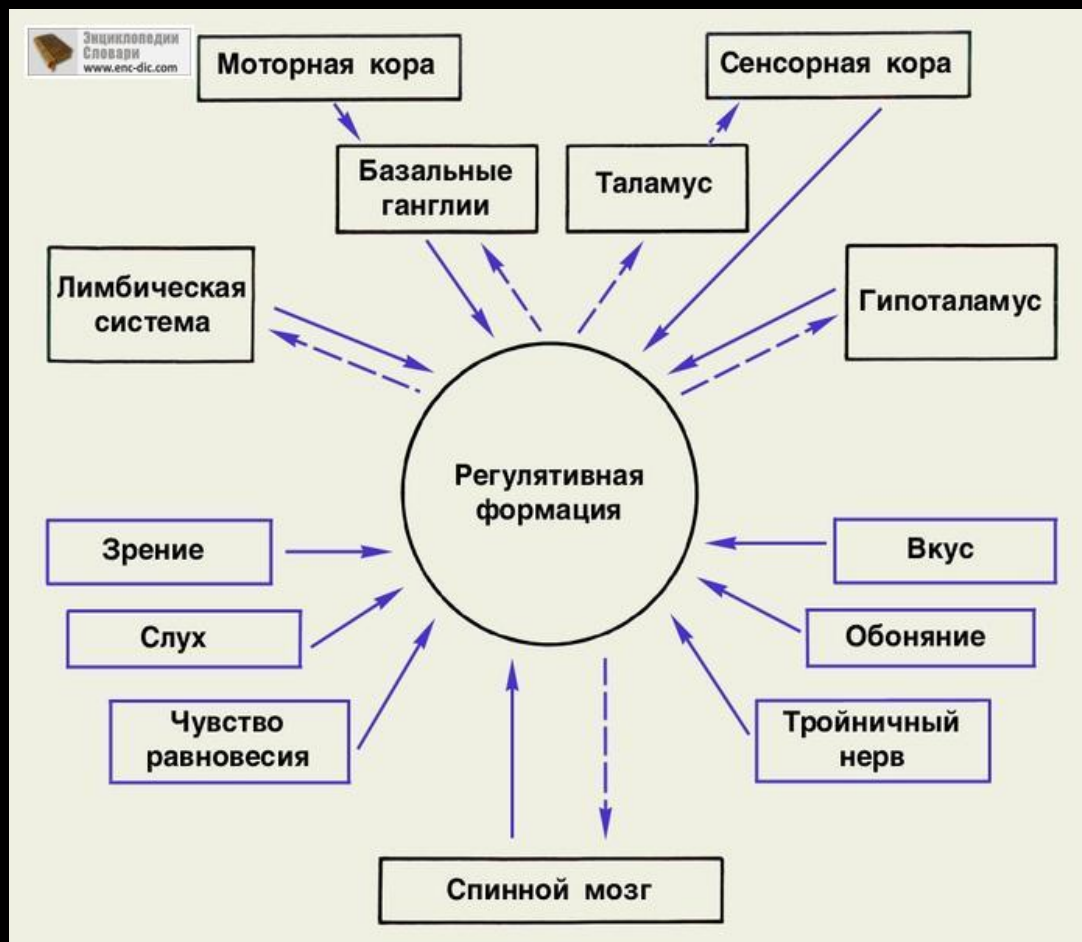 Энциклопедии
Словари
www.enc-dic.com
Моторная кора
Сенсорная кора
Базальные
ганглии
Таламус
Лимбическая
система
Гипоталамус
Регулятивная
формация
Зрение
Вкус
Слух
Обоняние
Чувство
равновесия
Тройничный
нерв
Спинной мозг